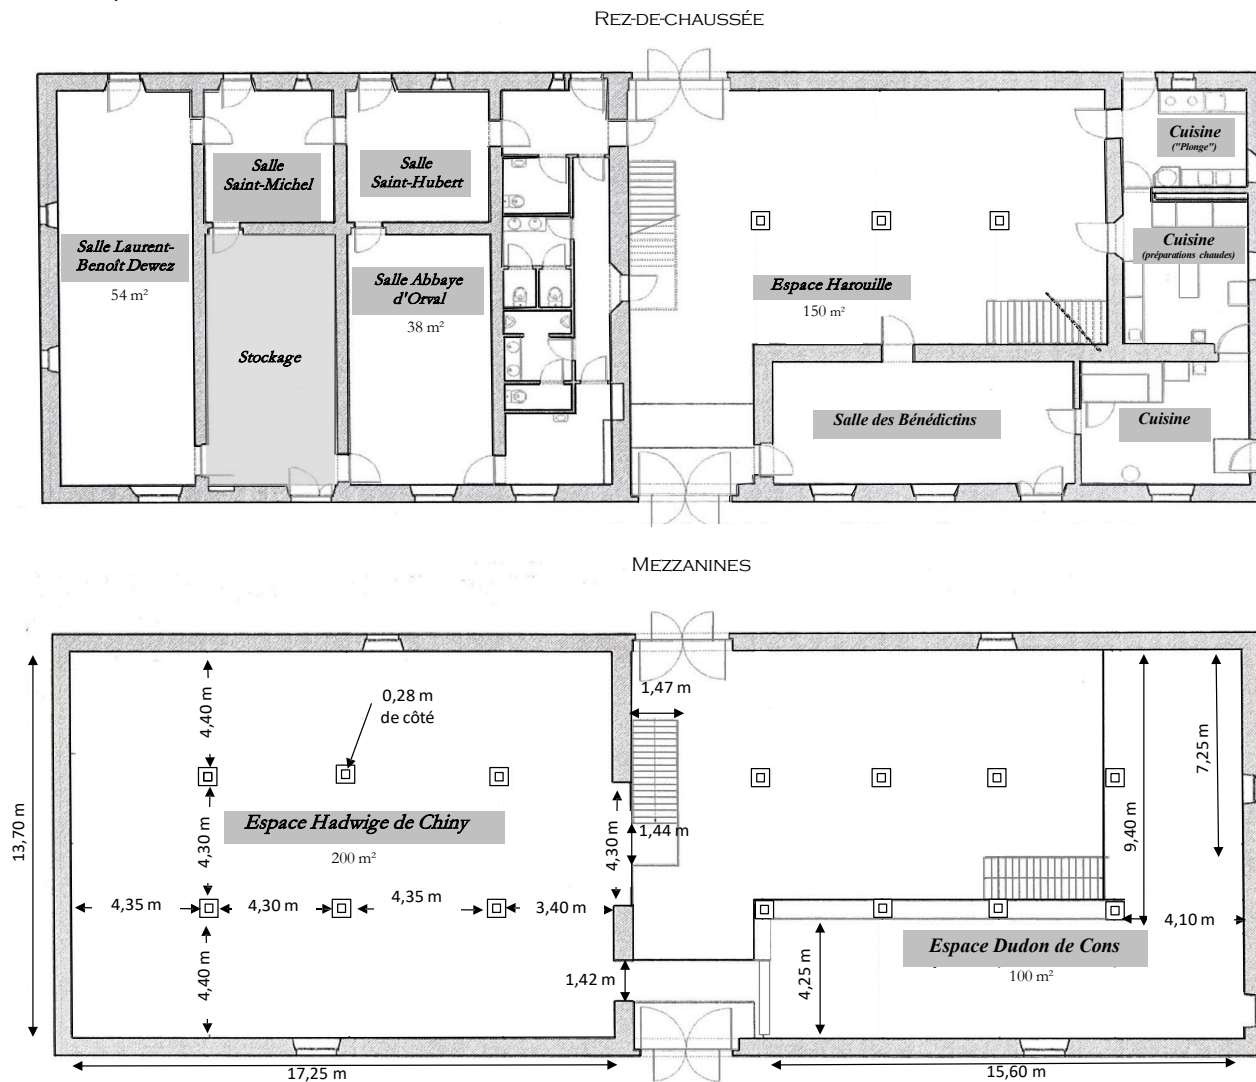 REZ-DE-CHAUSSÉE
Cuisine
("Plonge")
Salle
Saint-Michel
Salle
Saint-Hubert
Salle Laurent-
Benoît Dewez
54 m²
Cuisine
(préparations chaudes)
Salle Abbaye
d'Orval
38 m²
Espace Harouille
150 m²
Stockage
Salle des Bénédictins
Cuisine
MEZZANINES
1,47 m
0,28 m
de côté
4,40 m
7,25 m
13,70 m
Espace Hadwige de Chiny
200 m²
4,30 m
4,30 m
1,44 m
9,40 m
4,35 m
4,30 m
4,35 m
3,40 m
4,10 m
Espace Dudon de Cons
100 m²
4,40 m
1,42 m
4,25 m
17,25 m
15,60 m